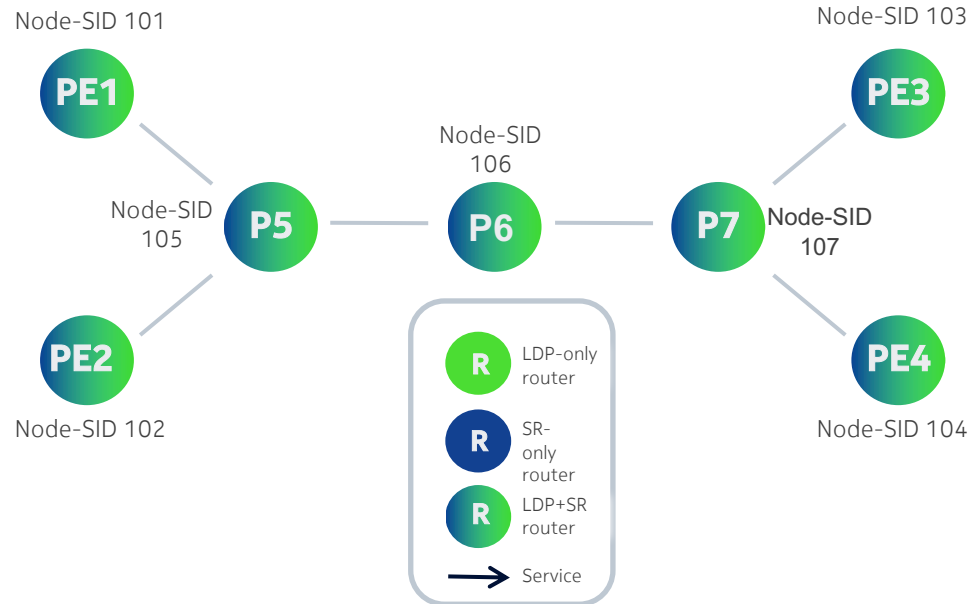 Node-SID 101
Node-SID 103
PE1
PE3
Node-SID
106
Node-SID
105
P5
P6
P7
Node-SID
107
PE2
PE4
Node-SID 102
Node-SID 104
R
LDP-only
router
R
SR-
only
router
R
LDP+SR
router
Service